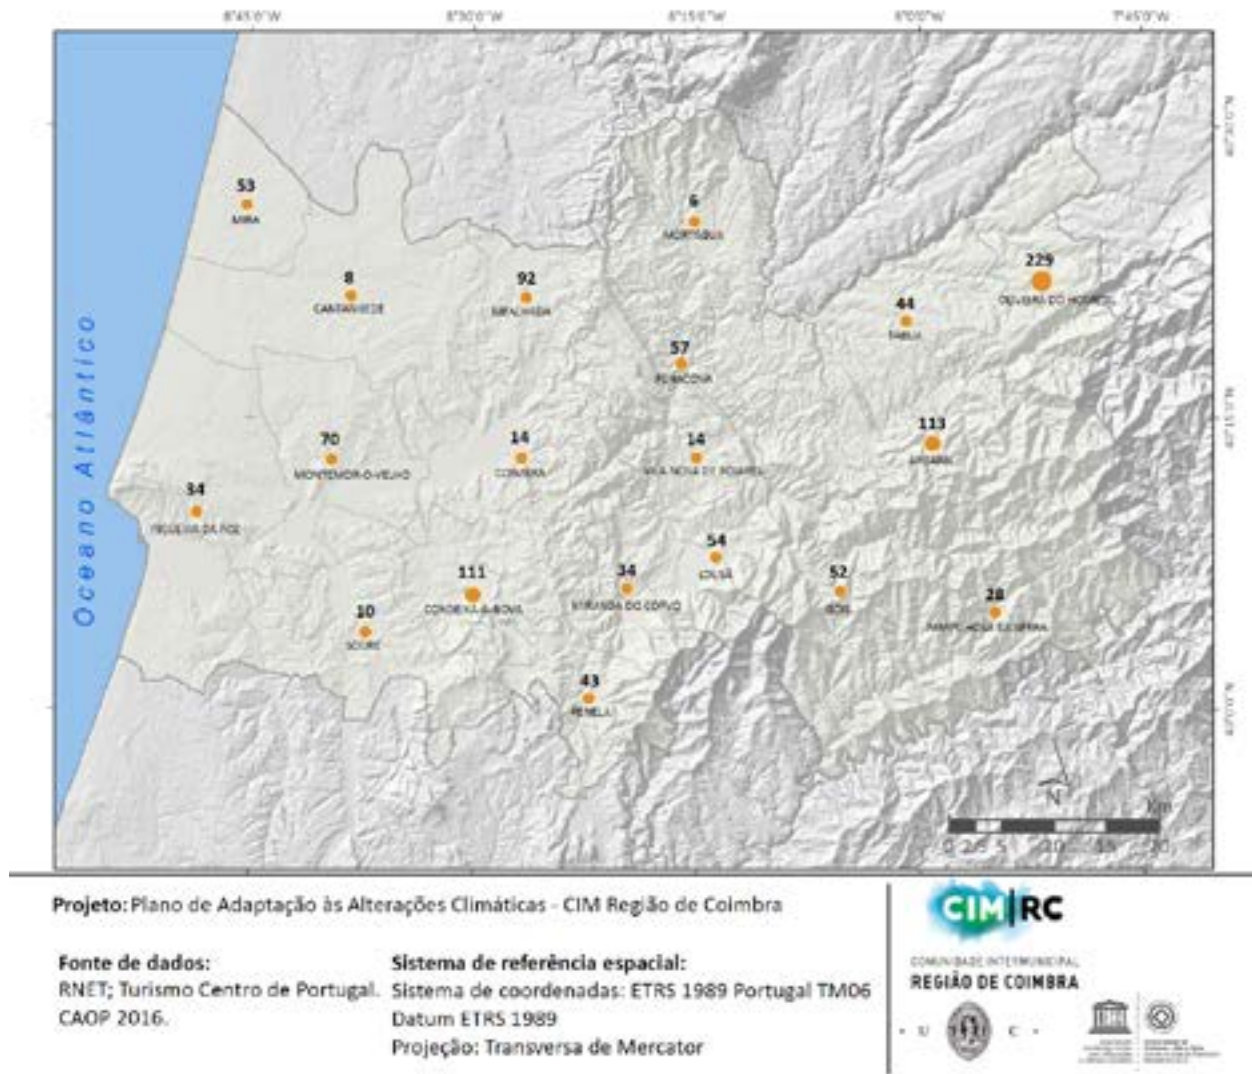 8°45'0"W 8°30'0"W 8°15'0"W 8°0'0"W 7°45'0"W
53
MIRA
6
MORTÁGUA
229
OLIVEIRA DO HOSPITAL
8
CANTANHEDE
92
MEALHADA
44
TÁBUA
57
PENACOVA
113
ARGANIL
70
MONTEMOR-O-VELHO
14
COIMBRA
14
VILA NOVA DE POIARES
34
FIGUEIRA DA FOZ
54
LOUSÃ
111
CONDEIXA-A-NOVA
34
MIRANDA DO CORVO
52
GÓIS
28
PAMPILHOSA DA SERRA
10
SOURE
43
PENELA
Oceano Atlântico
40°15'0"N
40°0'0"N
N
Km
0 2,5 5 10 15 20
Projeto: Plano de Adaptação às Alterações Climáticas - CIM Região de Coimbra
Fonte de dados:
RNET; Turismo Centro de Portugal.
CAOP 2016.
Sistema de referência espacial:
Sistema de coordenadas: ETRS 1989 Portugal TM06
Datum ETRS 1989
Projeção: Transversa de Mercator
CIM|RC
COMUNIDADE INTERMUNICIPAL
REGIÃO DE COIMBRA
· U C ·